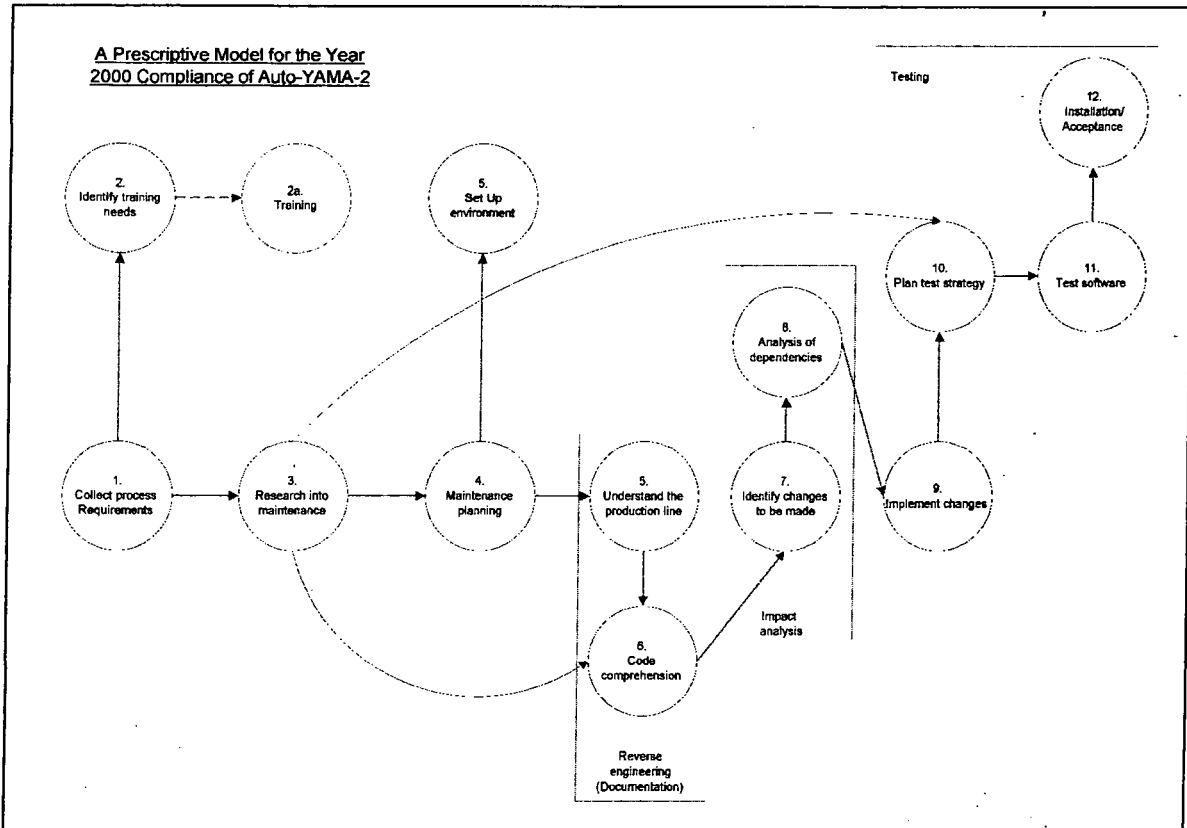 A Prescriptive Model for the Year
2000 Compliance of Auto-YAMA-2
Testing
12.
Installation/
Acceptance
2.
Identify training
needs
2a.
Training
5.
Set Up
environment
10.
Plan test strategy
11.
Test software
8.
Analysis of
dependencies
1.
Collect process
Requirements
3.
Research into
maintenance
4.
Maintenance
planning
5.
Understand the
production line
7.
Identify changes
to be made
9.
Implement changes
6.
Code
comprehension
Impact
analysis
Reverse
engineering
(Documentation)